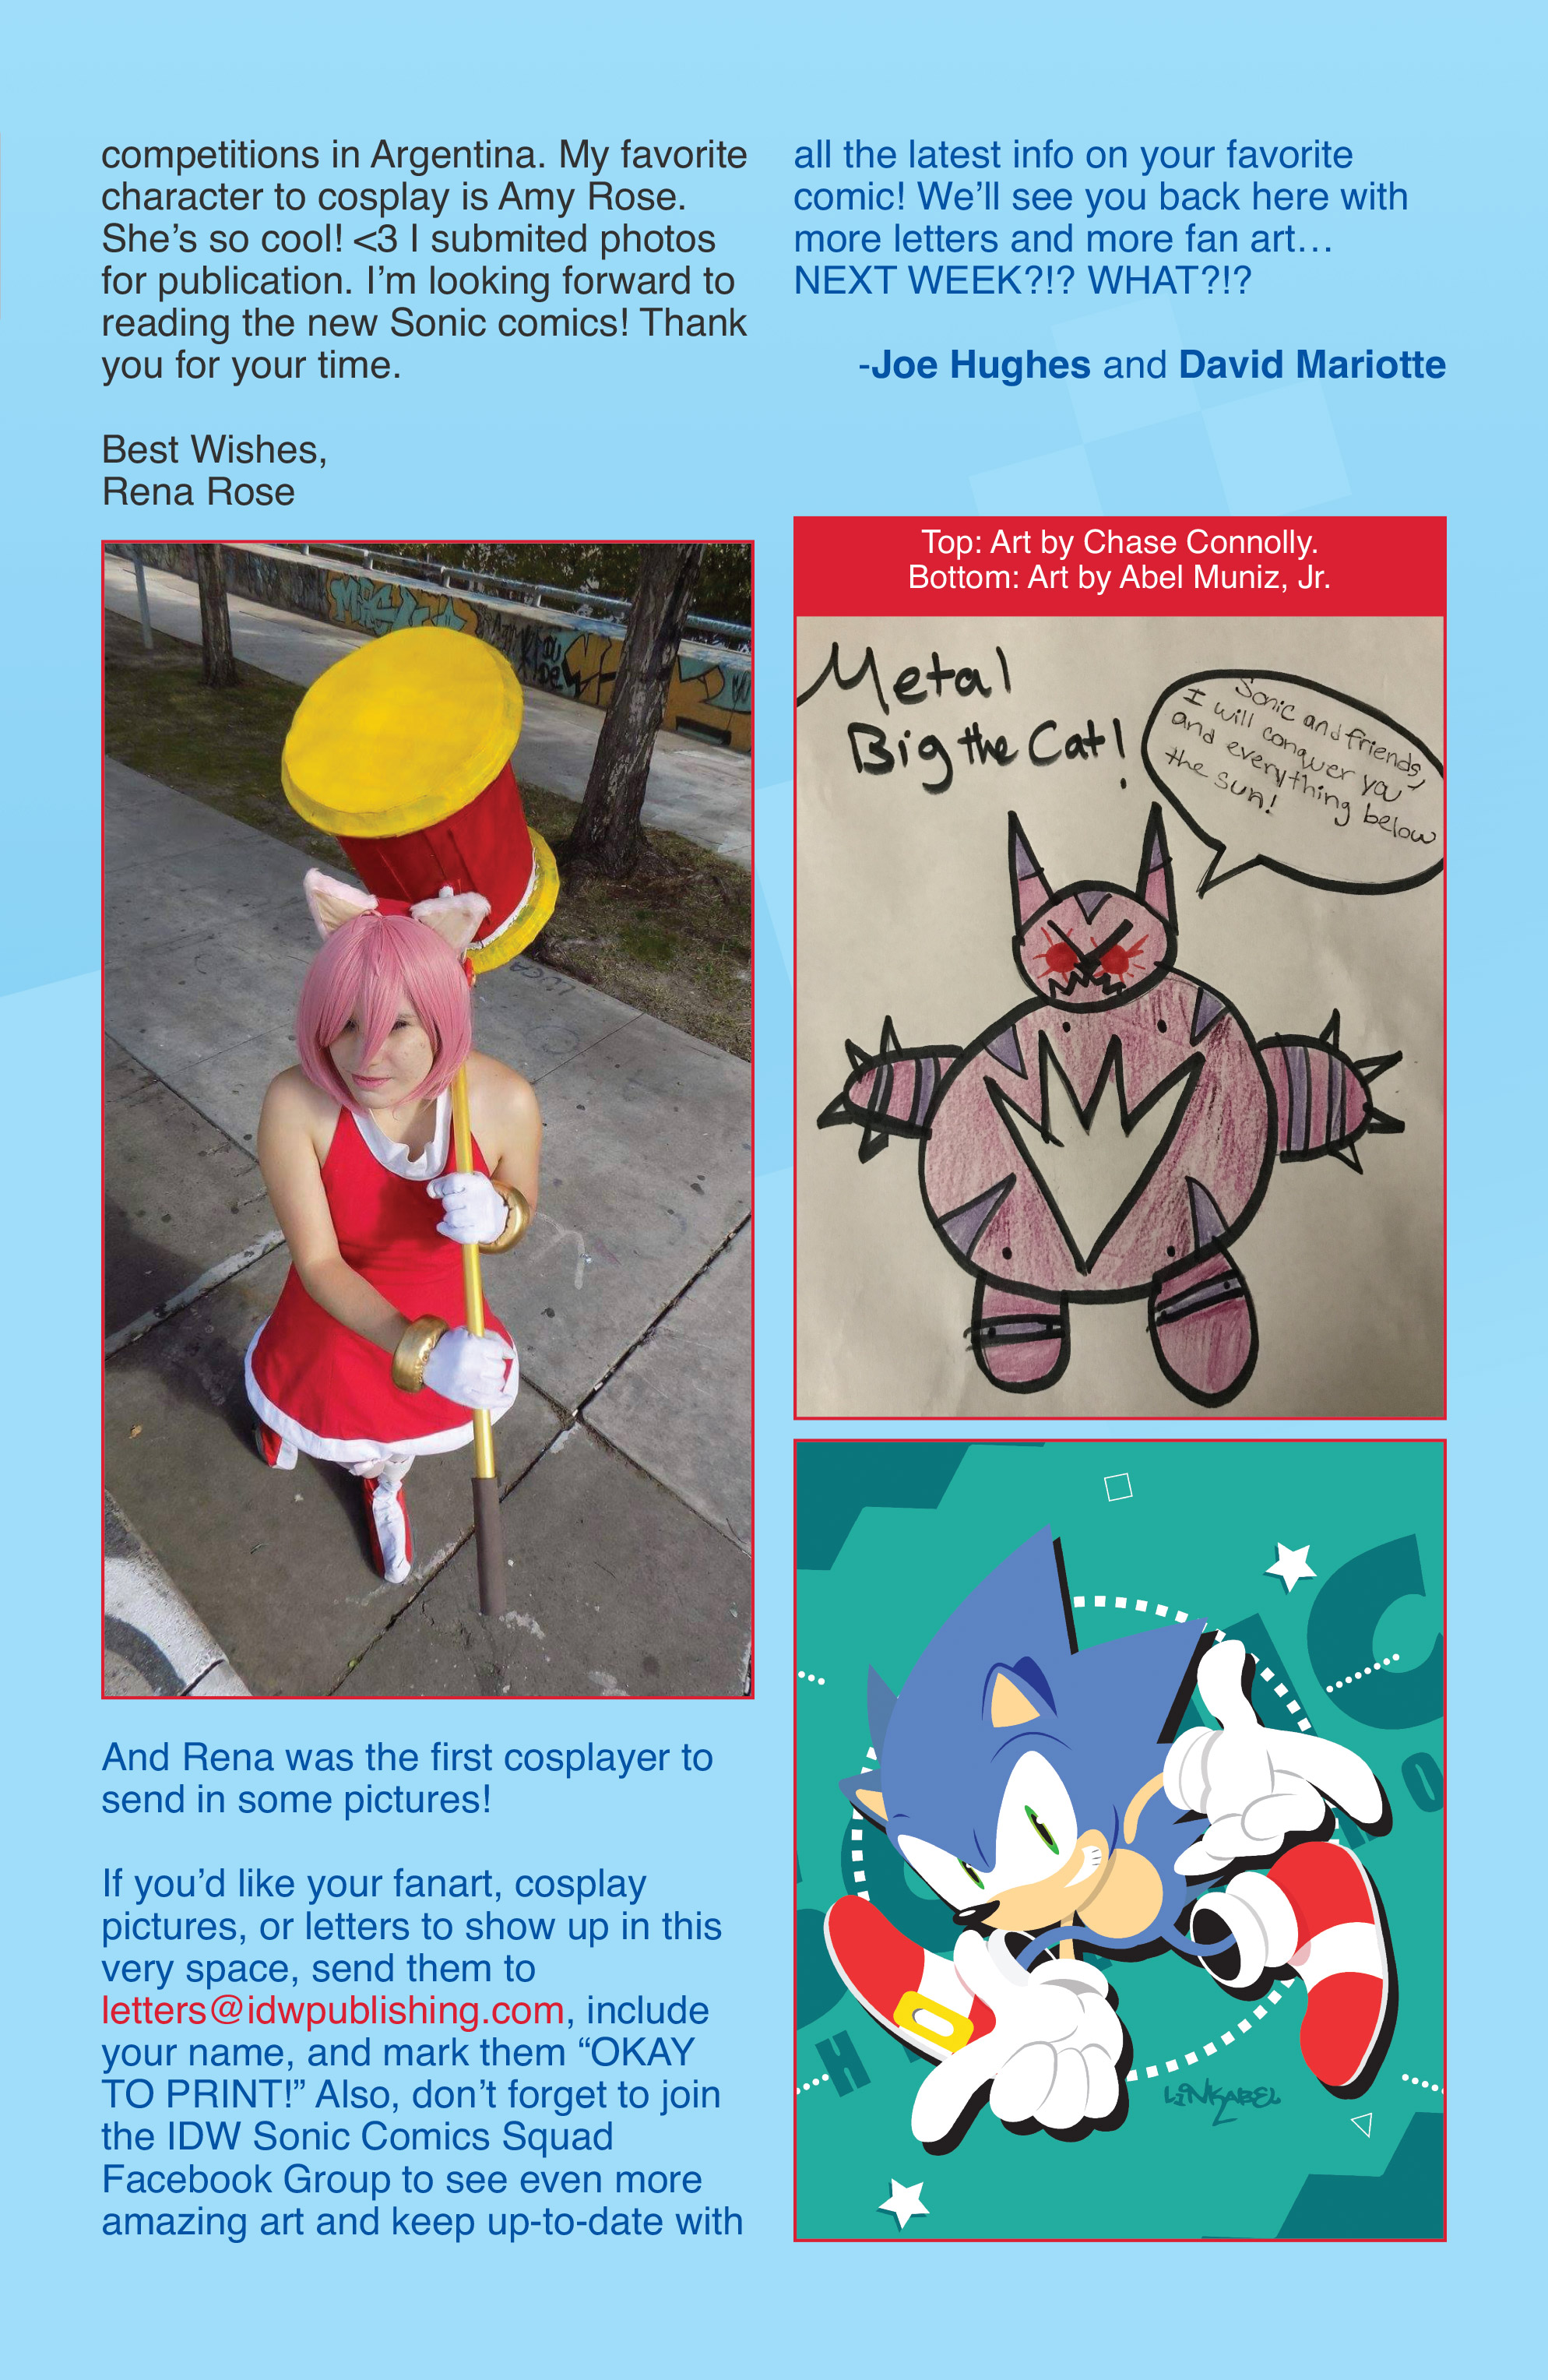 competitions in Argentina. My favorite
character to cosplay is Amy Rose.
She's so cool! <3 I submited photos
for publication. I'm looking forward to
reading the new Sonic comics! Thank
you for your time.
Best Wishes,
Rena Rose
LUCA
And Rena was the first cosplayer to
send in some pictures!
If you'd like your fanart, cosplay
pictures, or letters to show up in this
very space, send them to
letters@idwpublishing.com, include
your name, and mark them “OKAY
TO PRINT!” Also, don't forget to join
the IDW Sonic Comics Squad
Facebook Group to see even more
amazing art and keep up-to-date with
all the latest info on your favorite
comic! We'll see you back here with
more letters and more fan art…
NEXT WEEK?!? WHAT?!?
-Joe Hughes and David Mariotte
Top: Art by Chase Connolly.
Bottom: Art by Abel Muniz, Jr.
Metal
Big the Cat!
Sonic and friends,
I will conquer you
and everything below
the sun!
LINKABEL